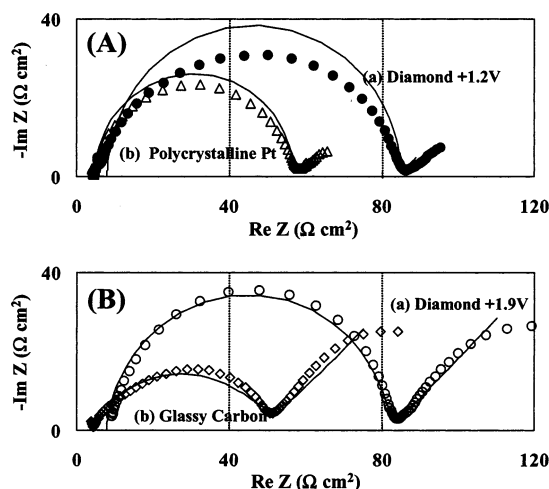 40
(A)
(a) Diamond +1.2V
-Im Z (Ω cm²)
(b) Polycrystalline Pt
0
0 40 80 120
Re Z (Ω cm²)
40
(B)
(a) Diamond +1.9V
-Im Z (Ω cm²)
(b) Glassy Carbon
0
0 40 80 120
Re Z (Ω cm²)